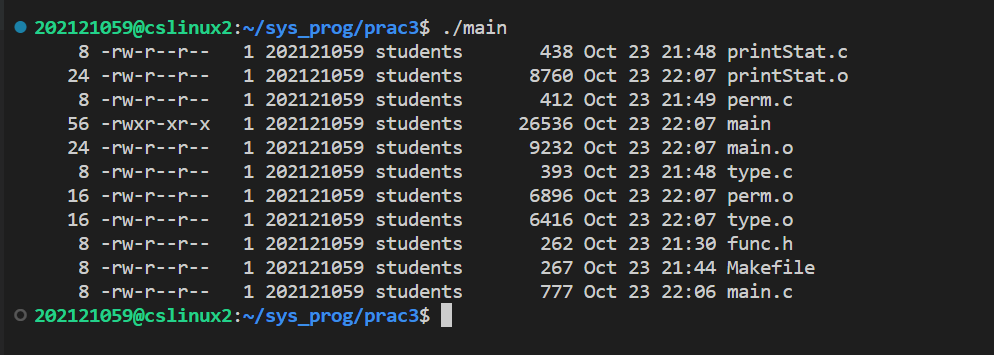 202121059@cslinux2:~/sys_prog/prac3$ ./main
8 -rw-r--r-- 1 202121059 students 438 Oct 23 21:48 printStat.c
24 -rw-r--r-- 1 202121059 students 8760 Oct 23 22:07 printStat.o
8 -rw-r--r-- 1 202121059 students 412 Oct 23 21:49 perm.c
56 -rwxr-xr-x 1 202121059 students 26536 Oct 23 22:07 main
24 -rw-r--r-- 1 202121059 students 9232 Oct 23 22:07 main.o
8 -rw-r--r-- 1 202121059 students 393 Oct 23 21:48 type.c
16 -rw-r--r-- 1 202121059 students 6896 Oct 23 22:07 perm.o
16 -rw-r--r-- 1 202121059 students 6416 Oct 23 22:07 type.o
8 -rw-r--r-- 1 202121059 students 262 Oct 23 21:30 func.h
8 -rw-r--r-- 1 202121059 students 267 Oct 23 21:44 Makefile
8 -rw-r--r-- 1 202121059 students 777 Oct 23 22:06 main.c
202121059@cslinux2:~/sys_prog/prac3$